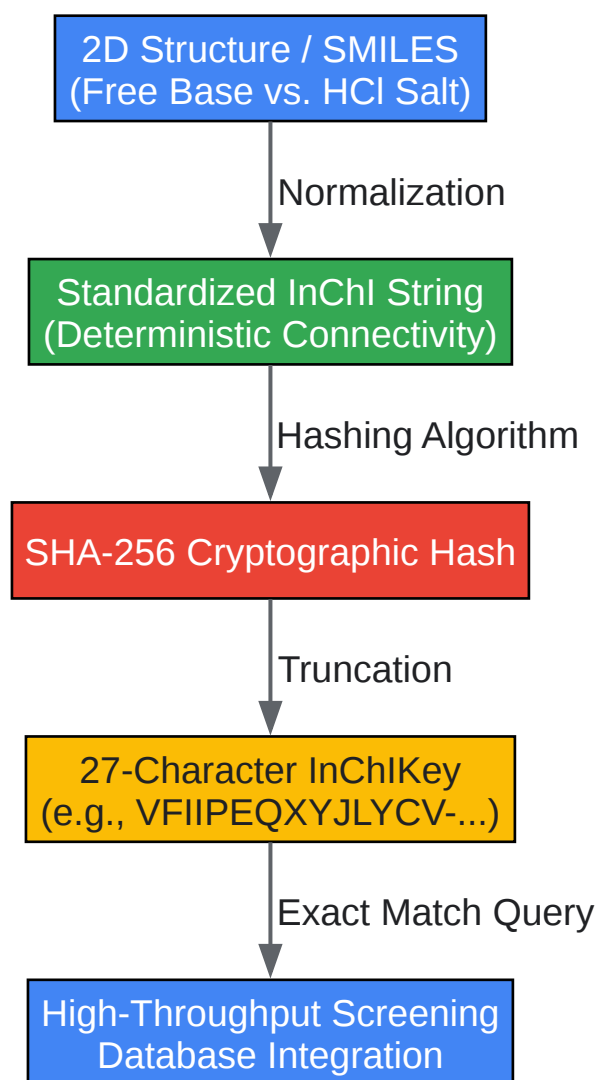 2D Structure / SMILES
(Free Base vs. HCl Salt)
Normalization
Standardized InChI String
(Deterministic Connectivity)
Hashing Algorithm
SHA-256 Cryptographic Hash
Truncation
27-Character InChIKey
(e.g., VFIIPEQXYJLYCV-...)
Exact Match Query
High-Throughput Screening
Database Integration